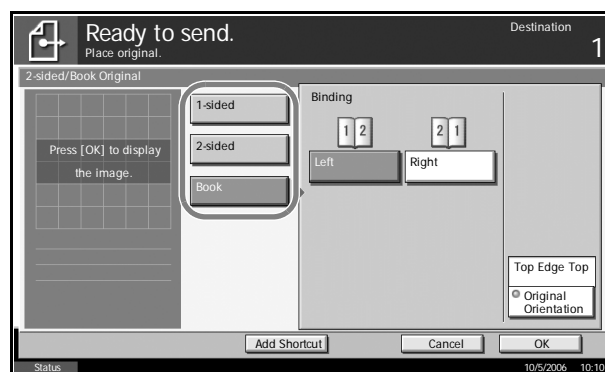 Ready to send.
Place original.
Destination
1
2-sided/Book Original
Press [OK] to display
the image.
1-sided
2-sided
Book
Binding
1 2
2 1
Left
Right
Top Edge Top
Original
Orientation
Add Shortcut
Cancel
OK
Status
10/5/2006 10:10